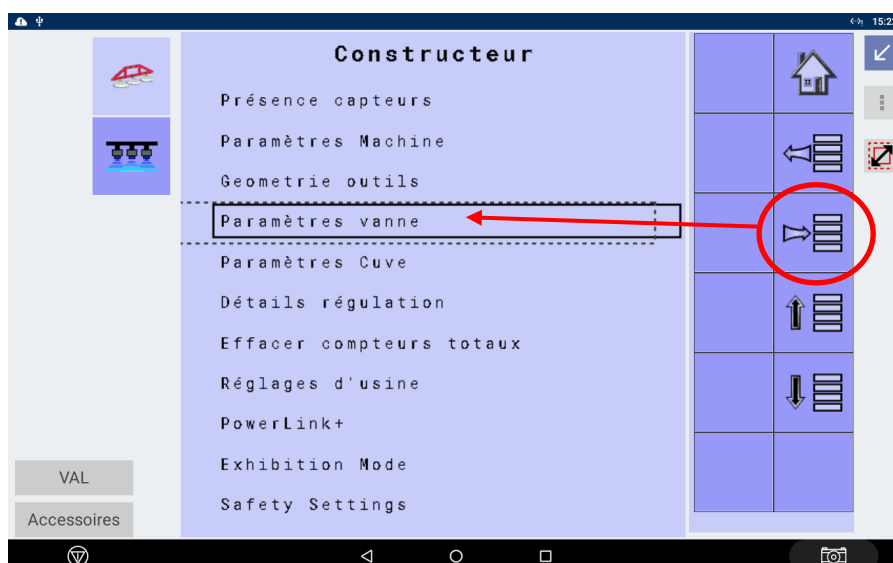 15:2
Constructeur
Présence capteurs
Paramètres Machine
Geometrie outils
Paramètres vanne
Paramètres Cuve
Détails régulation
Effacer compteurs totaux
Réglages d'usine
PowerLink+
Exhibition Mode
Safety Settings
VAL
Accessoires